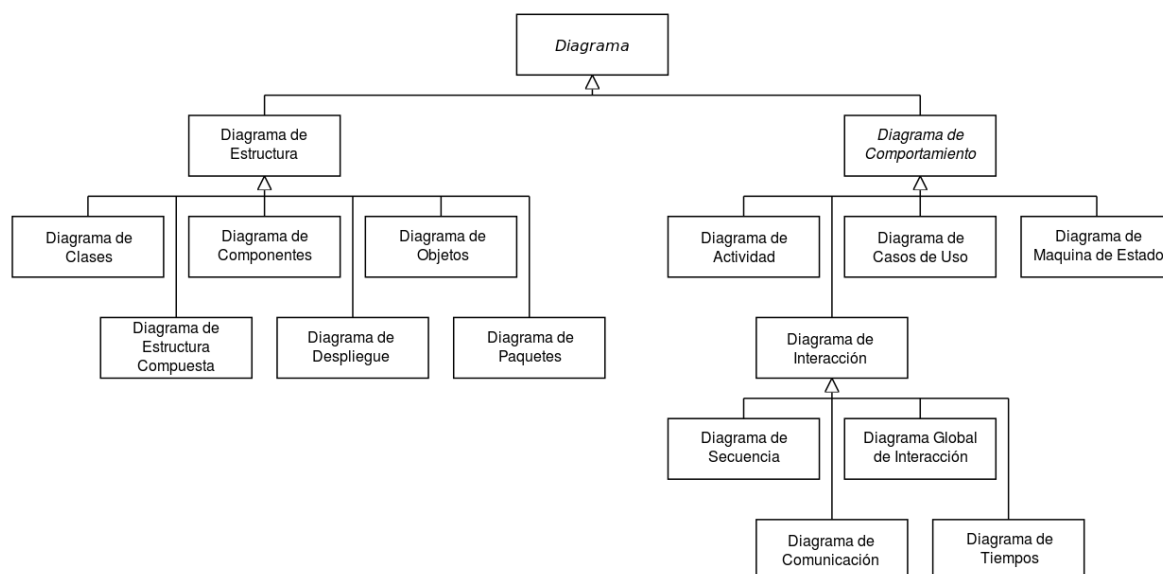 Diagrama
Diagrama de
Estructura
Diagrama de
Comportamiento
Diagrama de
Clases
Diagrama de
Componentes
Diagrama de
Objetos
Diagrama de
Actividad
Diagrama de
Casos de Uso
Diagrama de
Maquina de Estado
Diagrama de
Estructura
Compuesta
Diagrama de
Despliegue
Diagrama de
Paquetes
Diagrama de
Interacción
Diagrama de
Secuencia
Diagrama Global
de Interacción
Diagrama de
Comunicación
Diagrama de
Tiempos